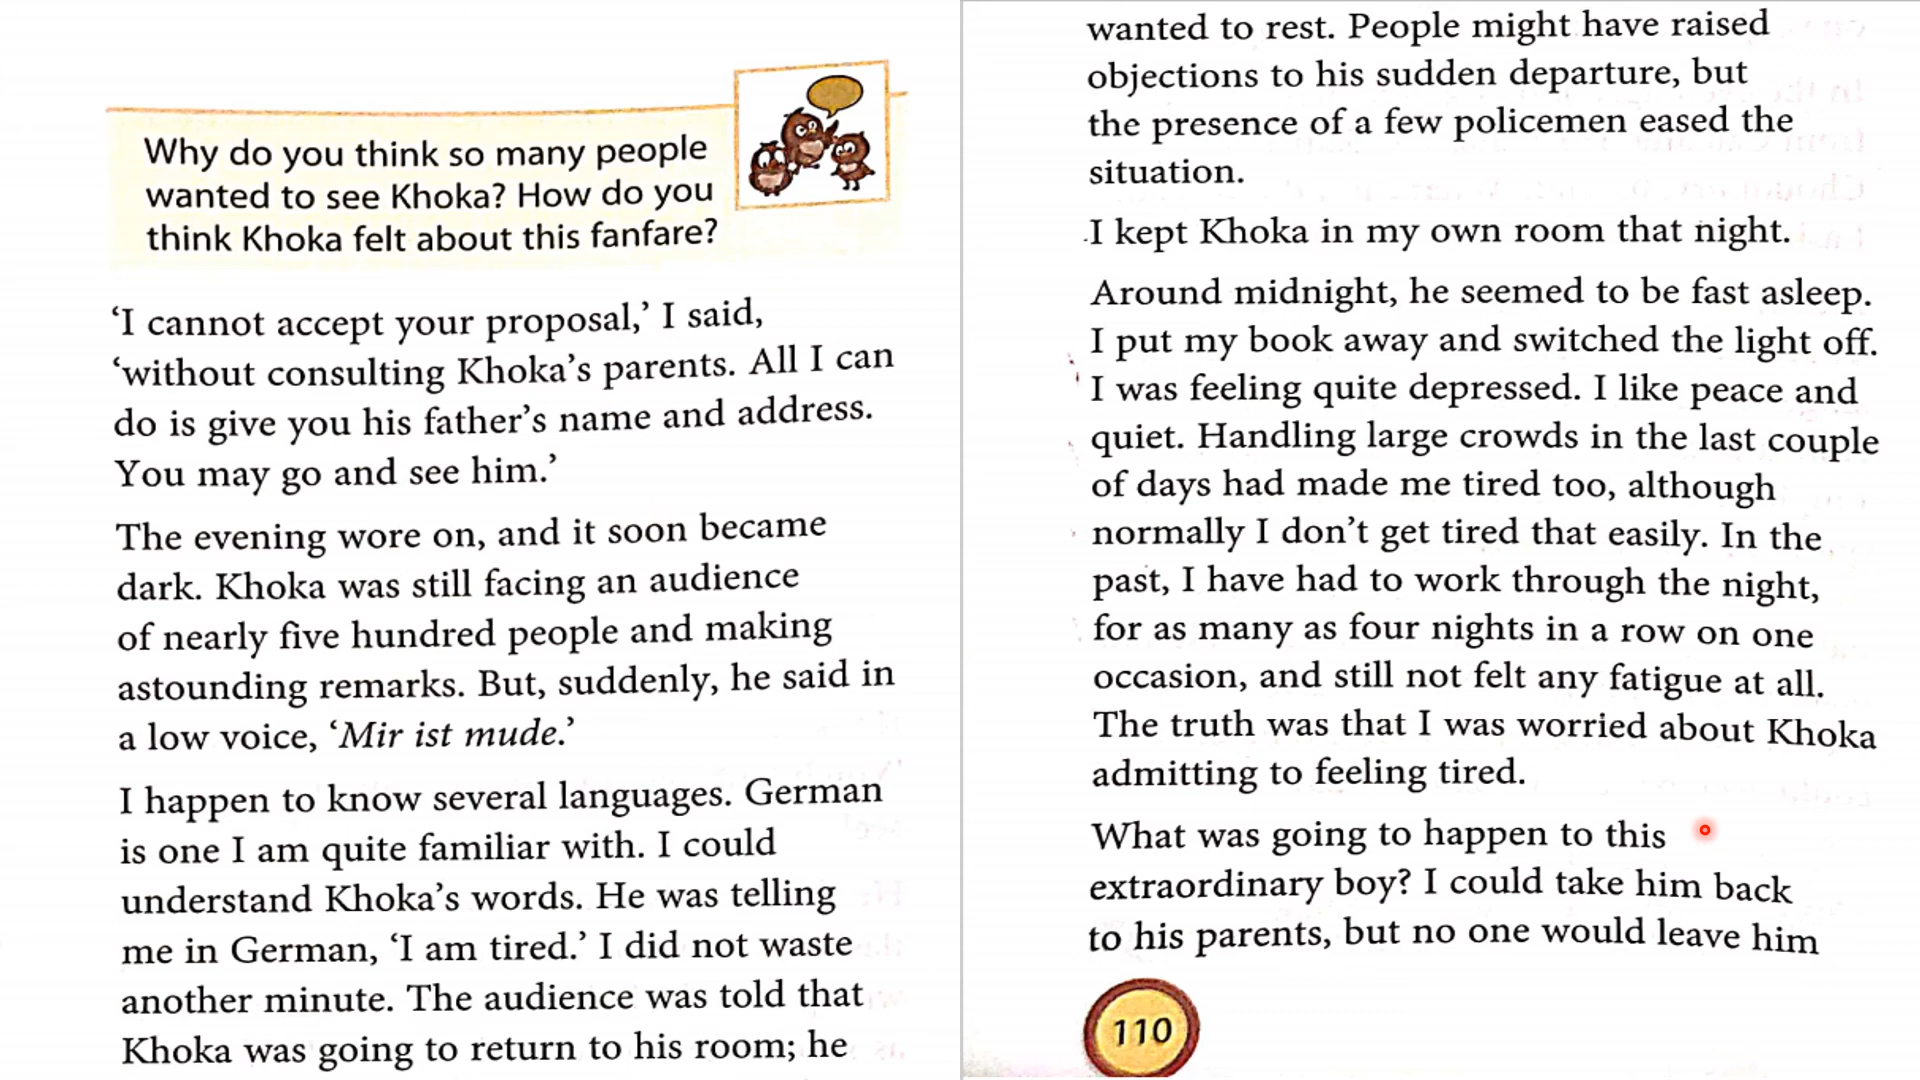 Why do you think so many people
wanted to see Khoka? How do you
think Khoka felt about this fanfare?
‘I cannot accept your proposal,’ I said,
‘without consulting Khoka’s parents. All I can
do is give you his father’s name and address.
You may go and see him.’
The evening wore on, and it soon became
dark. Khoka was still facing an audience
of nearly five hundred people and making
astounding remarks. But, suddenly, he said in
a low voice, ‘Mir ist mude.’
I happen to know several languages. German
is one I am quite familiar with. I could
understand Khoka’s words. He was telling
me in German, ‘I am tired.’ I did not waste
another minute. The audience was told that
Khoka was going to return to his room; he
wanted to rest. People might have raised
objections to his sudden departure, but
the presence of a few policemen eased the
situation.
I kept Khoka in my own room that night.
Around midnight, he seemed to be fast asleep.
I put my book away and switched the light off.
I was feeling quite depressed. I like peace and
quiet. Handling large crowds in the last couple
of days had made me tired too, although
normally I don’t get tired that easily. In the
past, I have had to work through the night,
for as many as four nights in a row on one
occasion, and still not felt any fatigue at all.
The truth was that I was worried about Khoka
admitting to feeling tired.
What was going to happen to this
extraordinary boy? I could take him back
to his parents, but no one would leave him
110